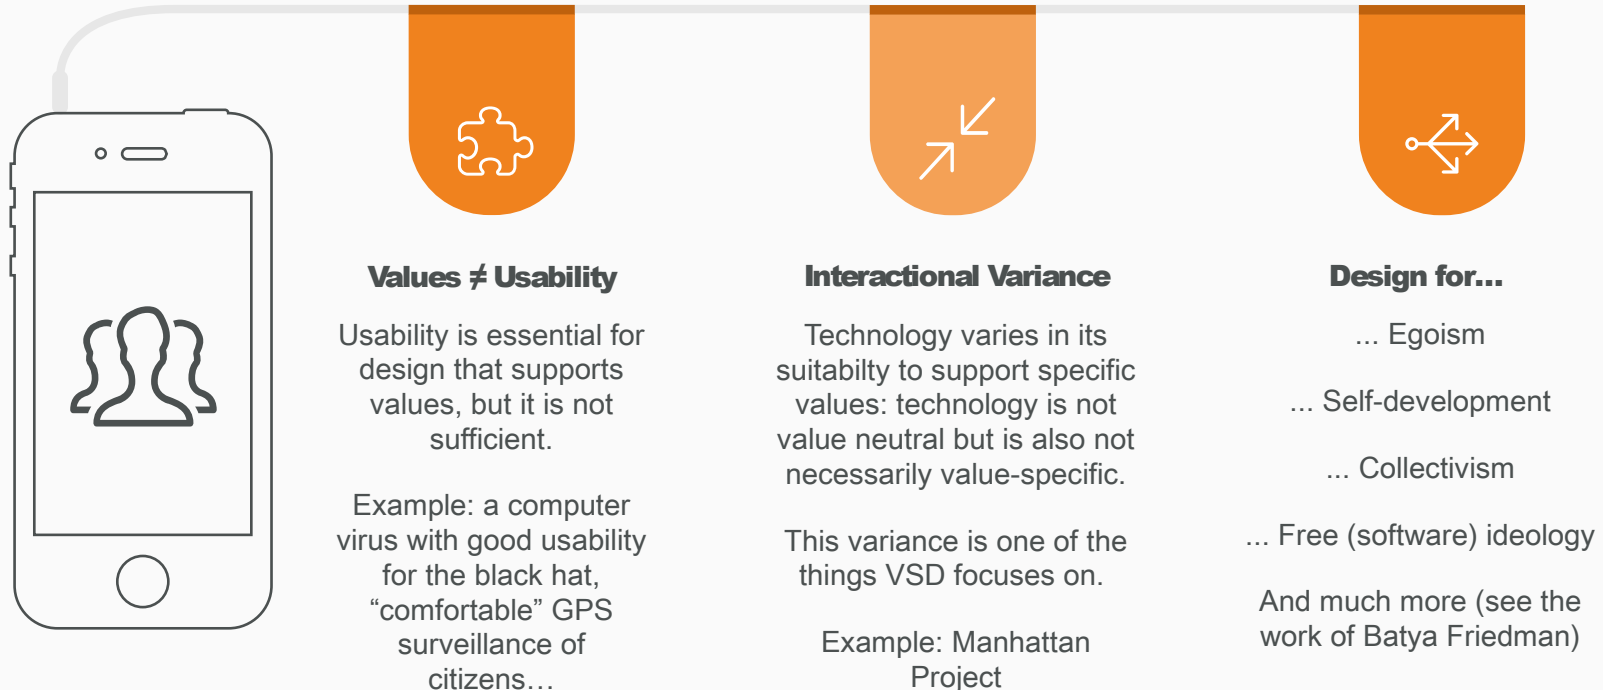 Values ≠ Usability
Usability is essential for
design that supports
values, but it is not
sufficient.
Example: a computer
virus with good usability
for the black hat,
“comfortable” GPS
surveillance of
citizens…
Interactional Variance
Technology varies in its
suitabilty to support specific
values: technology is not
value neutral but is also not
necessarily value-specific.
This variance is one of the
things VSD focuses on.
Example: Manhattan
Project
Design for...
... Egoism
... Self-development
... Collectivism
... Free (software) ideology
And much more (see the
work of Batya Friedman)